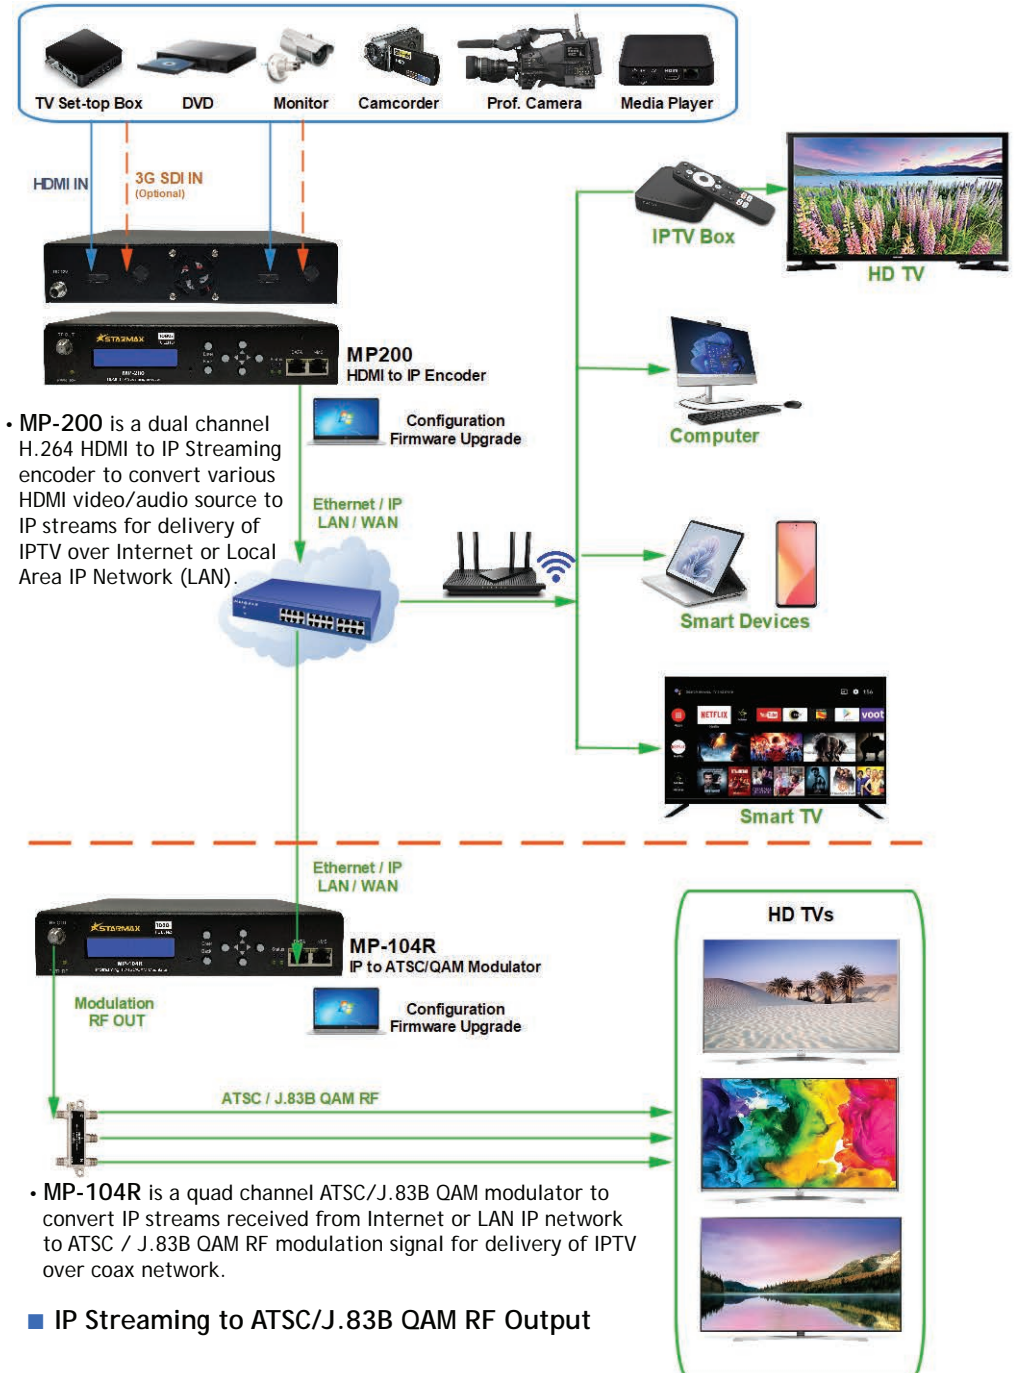 TV Set-top Box
DVD
Monitor
Camcorder
Prof. Camera
Media Player
HDMI IN
3G SDI IN
(Optional)
IPTV Box
HD TV
STARMAX
MP-200
MP200
HDMI to IP Encoder
Configuration
Firmware Upgrade
Computer
• MP-200 is a dual channel
H.264 HDMI to IP Streaming
encoder to convert various
HDMI video/audio source to
IP streams for delivery of
IPTV over Internet or Local
Area IP Network (LAN).
Ethernet / IP
LAN / WAN
Smart Devices
NETFLIX
YouTube
voot
Smart TV
Ethernet / IP
LAN / WAN
STARMAX
MP-104R
MP-104R
IP to ATSC/QAM Modulator
Configuration
Firmware Upgrade
HD TVs
Modulation
RF OUT
ATSC / J.83B QAM RF
• MP-104R is a quad channel ATSC/J.83B QAM modulator to
convert IP streams received from Internet or LAN IP network
to ATSC / J.83B QAM RF modulation signal for delivery of IPTV
over coax network.
IP Streaming to ATSC/J.83B QAM RF Output